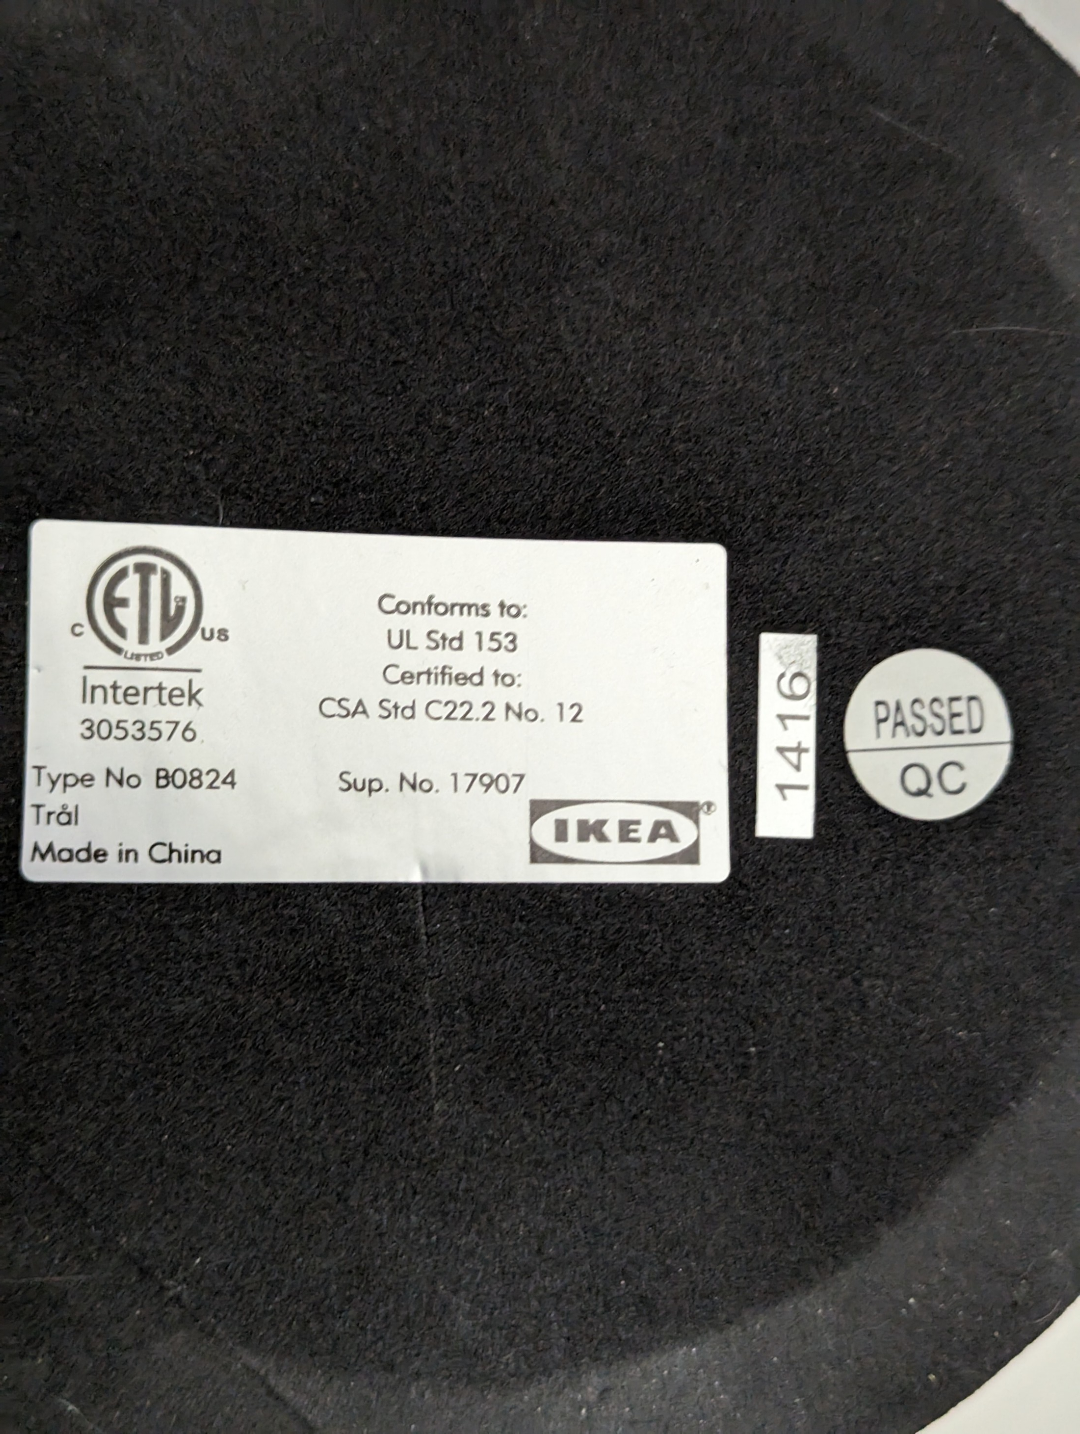 ETL
C US
LISTED
Intertek
3053576
Conforms to:
UL Std 153
Certified to:
CSA Std C22.2 No. 12
Type No B0824
Sup. No. 17907
Trål
Made in China
IKEA®
1416
PASSED
QC